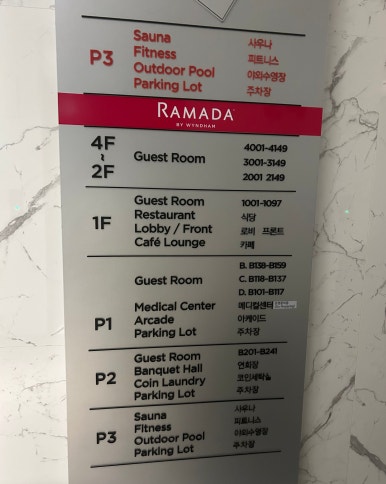 P3
Sauna 사우나
Fitness 피트니스
Outdoor Pool 야외수영장
Parking Lot 주차장
RAMADA
BY WYNDHAM
4F ~ 2F
Guest Room
4001-4149
3001-3149
2001 2149
1F
Guest Room 1001-1097
Restaurant 식당
Lobby / Front 로비 프론트
Café Lounge 카페
P1
Guest Room
B. B138-B159
C. B118-B137
D. B101-B117
Medical Center 메디컬센터
Arcade 아케이드
Parking Lot 주차장
P2
Guest Room B201-B241
Banquet Hall 연회장
Coin Laundry 코인세탁실
Parking Lot 주차장
P3
Sauna 사우나
Fitness 피트니스
Outdoor Pool 야외수영장
Parking Lot 주차장